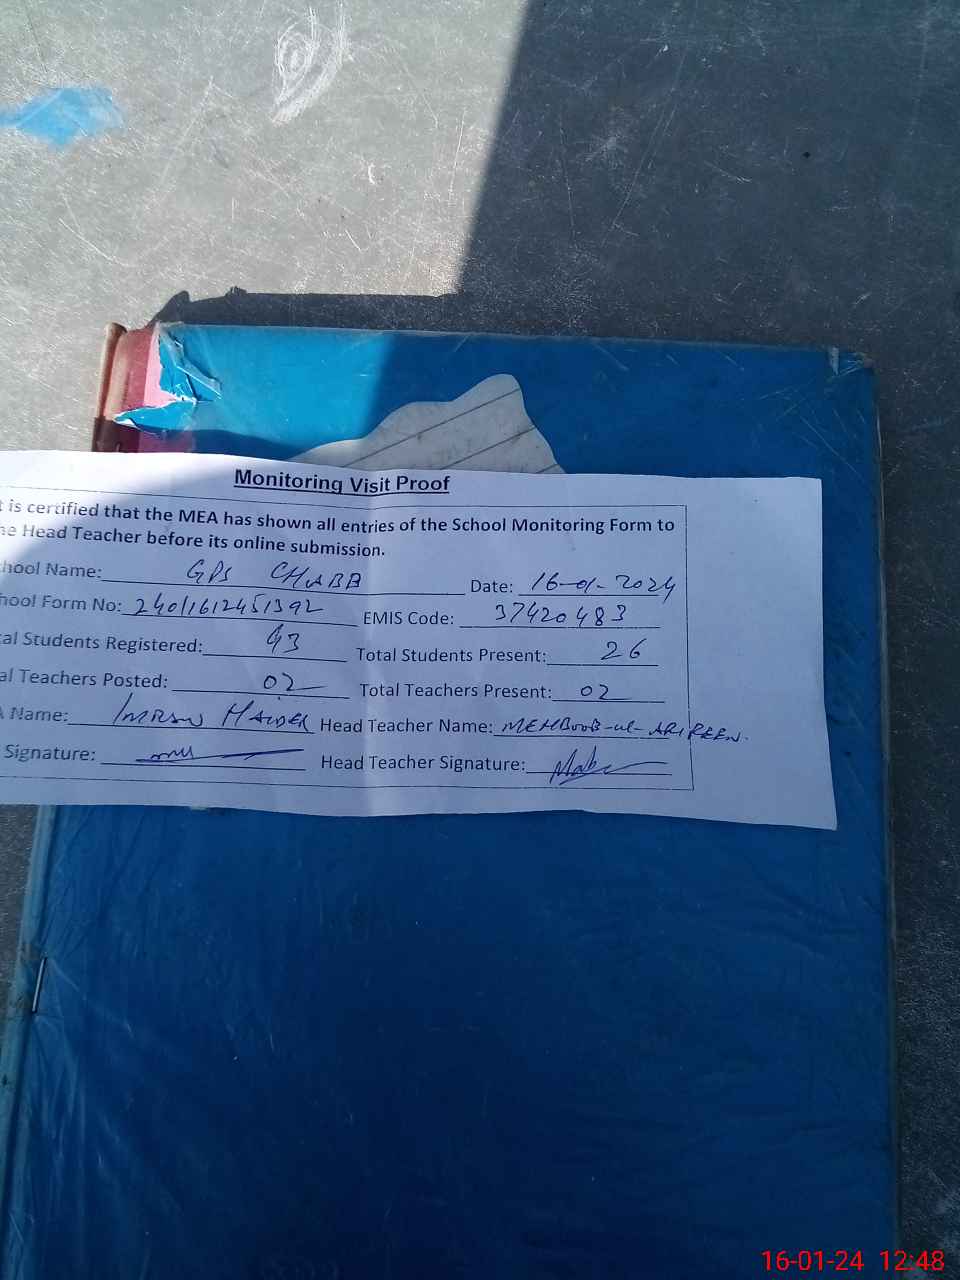 Monitoring Visit Proof
t is certified that the MEA has shown all entries of the School Monitoring Form to
he Head Teacher before its online submission.
chool Name: GPS CHABB Date: 16-01-2024
hool Form No: 24011612451392 EMIS Code: 37420483
tal Students Registered: 43 Total Students Present: 26
al Teachers Posted: 02 Total Teachers Present: 02
A Name: IMRAN HAIDER Head Teacher Name: MEHBOOB-ul-ARIFEEN.
Signature: Head Teacher Signature:
16-01-24 12:48